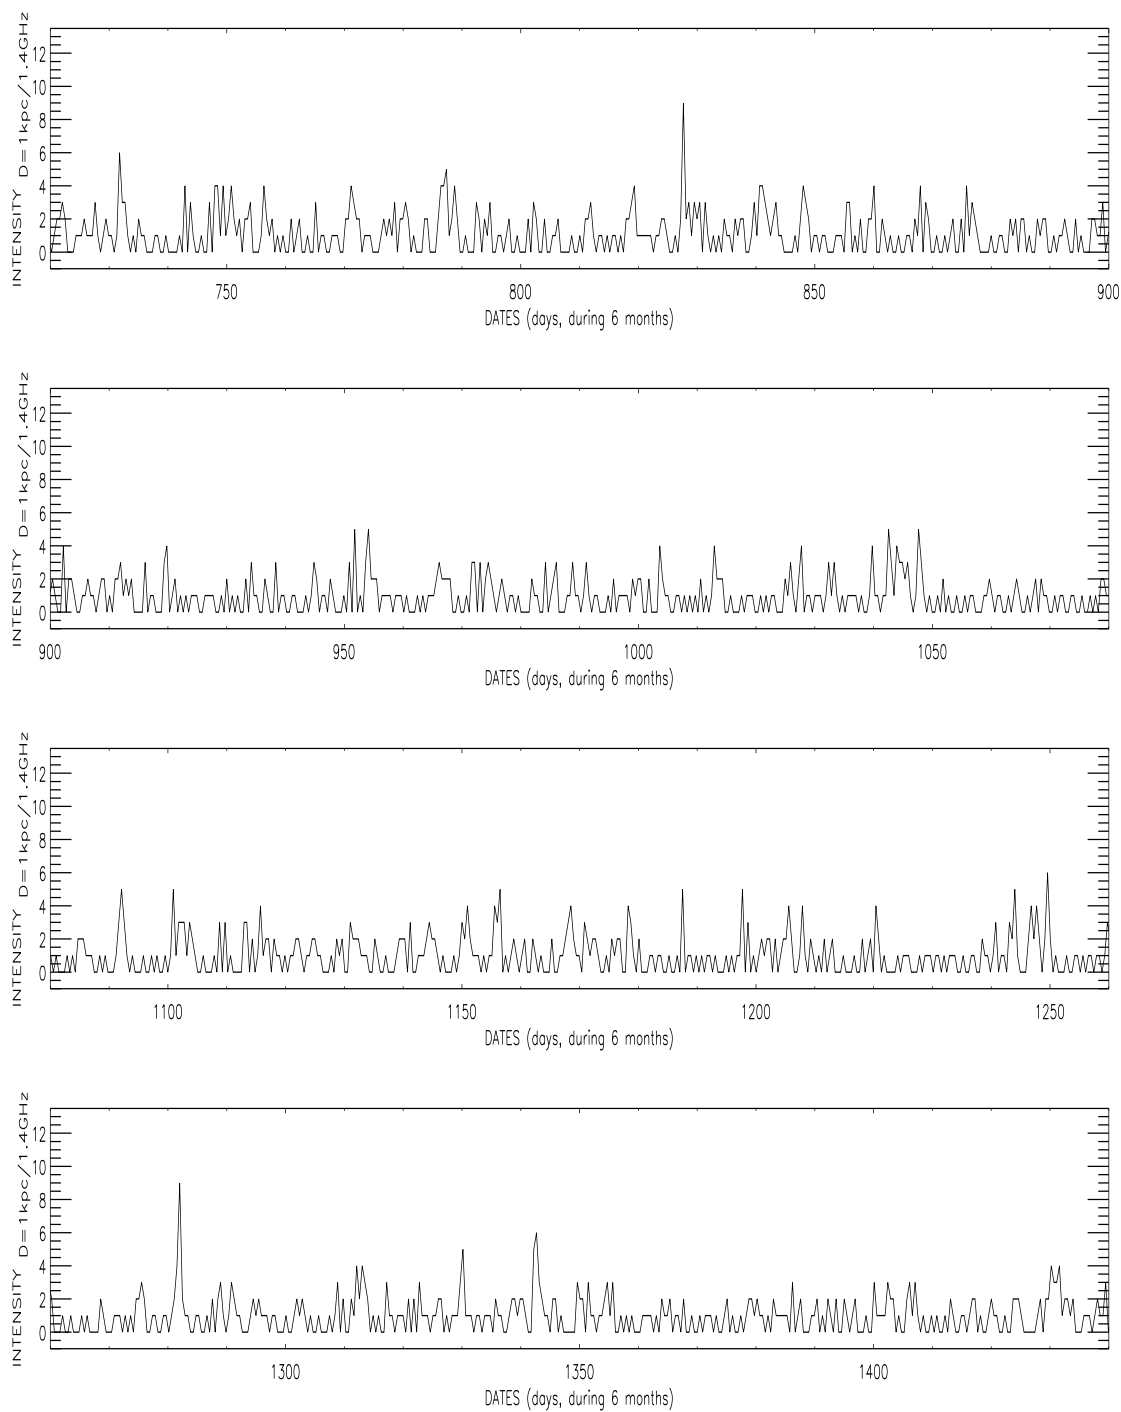 INTENSITY D=1kpc/1.4GHz
12
10
8
6
4
2
0
750 800 850 900
DATES (days, during 6 months)
INTENSITY D=1kpc/1.4GHz
12
10
8
6
4
2
0
900 950 1000 1050
DATES (days, during 6 months)
INTENSITY D=1kpc/1.4GHz
12
10
8
6
4
2
0
1100 1150 1200 1250
DATES (days, during 6 months)
INTENSITY D=1kpc/1.4GHz
12
10
8
6
4
2
0
1300 1350 1400
DATES (days, during 6 months)